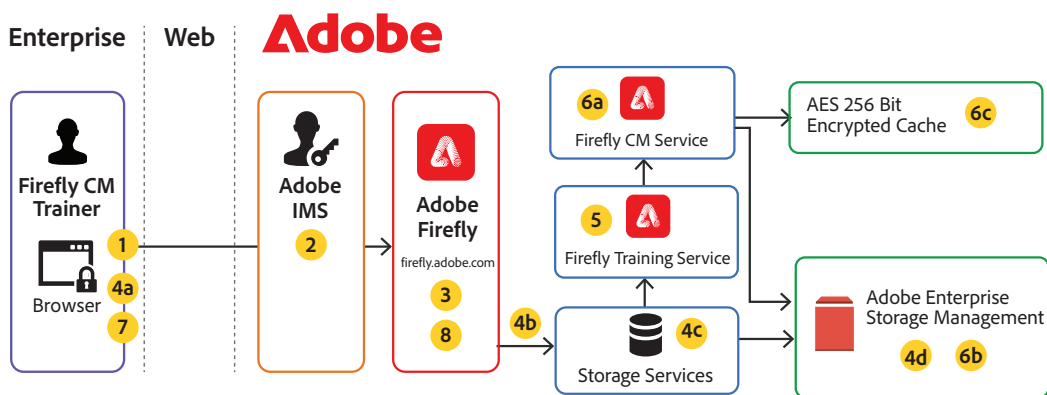 Enterprise
Web
Adobe
Firefly CM
Trainer
1
4a
Browser
7
Adobe
IMS
2
Adobe
Firefly
firefly.adobe.com
3
8
4b
6a
Firefly CM Service
5
Firefly Training Service
4c
Storage Services
AES 256 Bit
Encrypted Cache
6c
Adobe Enterprise
Storage Management
4d
6b